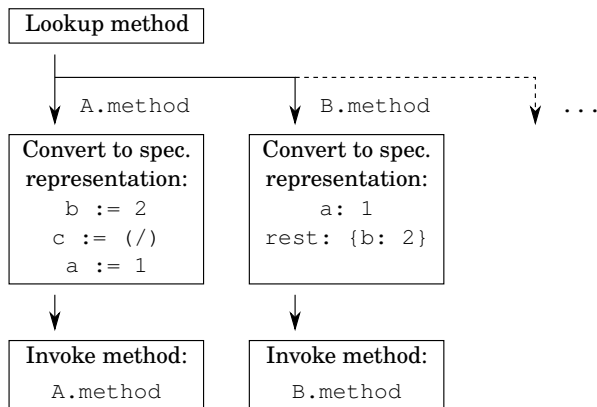 Lookup method
A.method
B.method
...
Convert to spec.
representation:
b := 2
c := (/)
a := 1
Convert to spec.
representation:
a: 1
rest: {b: 2}
Invoke method:
A.method
Invoke method:
B.method